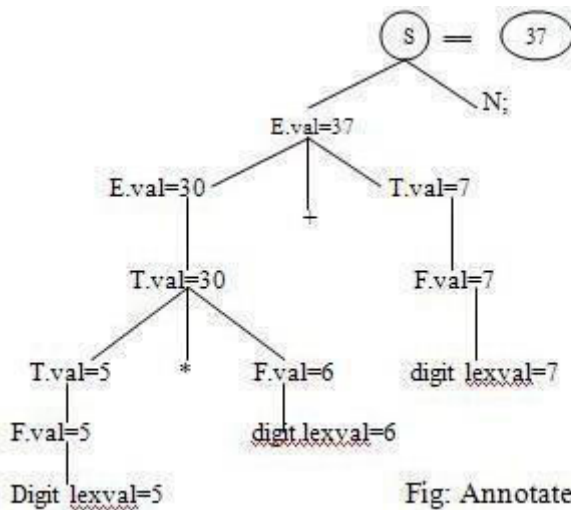 S = 37
N;
E.val=37
E.val=30 + T.val=7
T.val=30 F.val=7
T.val=5 * F.val=6 digit lexval=7
F.val=5 digit.lexval=6
Digit lexval=5 Fig: Annotate